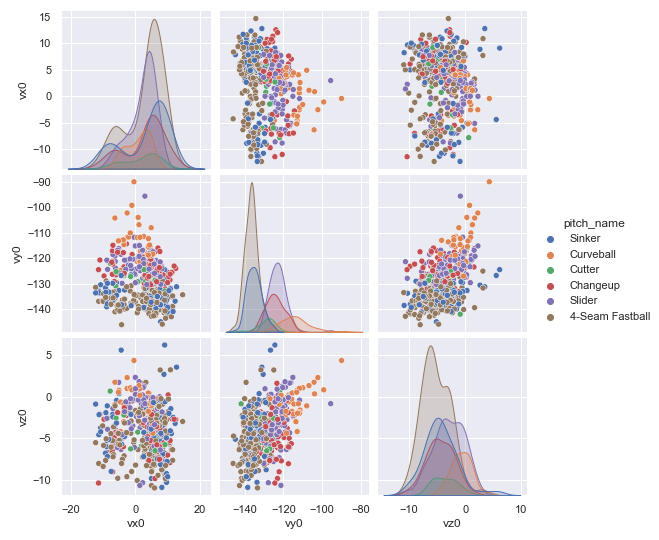 15
10
5
0
−5
−10
vx0
−90
−100
−110
−120
−130
−140
vy0
pitch_name
Sinker
Curveball
Cutter
Changeup
Slider
4-Seam Fastball
5
0
−5
−10
vz0
−20 0 20
−140 −120 −100 −80
−10 0 10
vx0 vy0 vz0